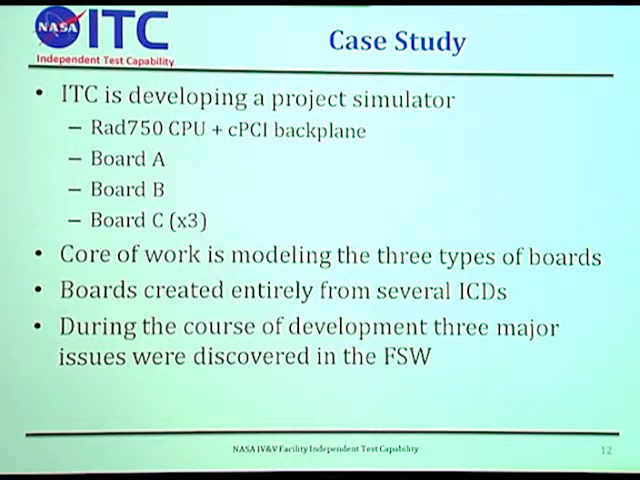 NASA
ITC
Independent Test Capability
Case Study
• ITC is developing a project simulator
– Rad750 CPU + cPCI backplane
– Board A
– Board B
– Board C (x3)
• Core of work is modeling the three types of boards
• Boards created entirely from several ICDs
• During the course of development three major
issues were discovered in the FSW
NASA IV&V Facility Independent Test Capability
12